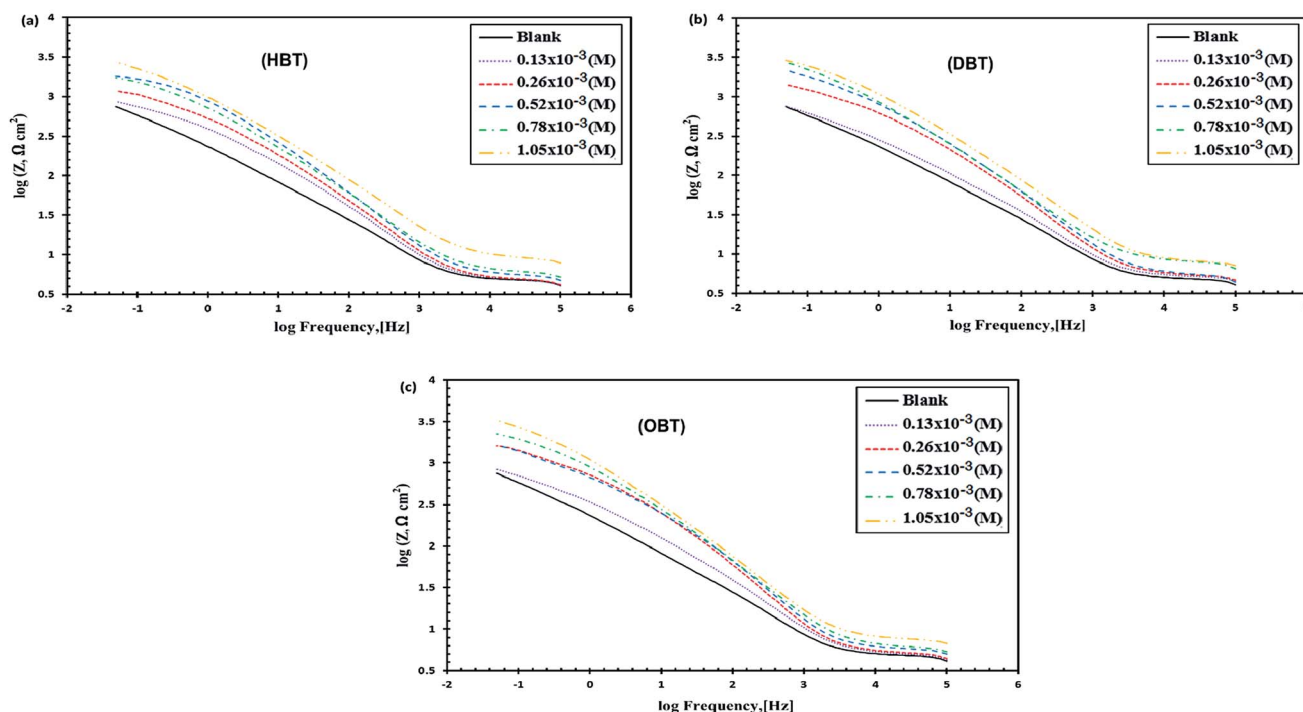 (a)
(HBT)
Blank
0.13x10-3(M)
0.26x10-3(M)
0.52x10-3(M)
0.78x10-3(M)
1.05x10-3(M)
log (Z, Ω cm2)
4
3.5
3
2.5
2
1.5
1
0.5
-2 -1 0 1 2 3 4 5 6
log Frequency,[Hz]
(b)
(DBT)
Blank
0.13x10-3(M)
0.26x10-3(M)
0.52x10-3(M)
0.78x10-3(M)
1.05x10-3(M)
log (Z, Ω cm2)
4
3.5
3
2.5
2
1.5
1
0.5
-2 -1 0 1 2 3 4 5 6
log Frequency,[Hz]
(c)
(OBT)
Blank
0.13x10-3(M)
0.26x10-3(M)
0.52x10-3(M)
0.78x10-3(M)
1.05x10-3(M)
log (Z, Ω cm2)
4
3.5
3
2.5
2
1.5
1
0.5
-2 -1 0 1 2 3 4 5 6
log Frequency,[Hz]